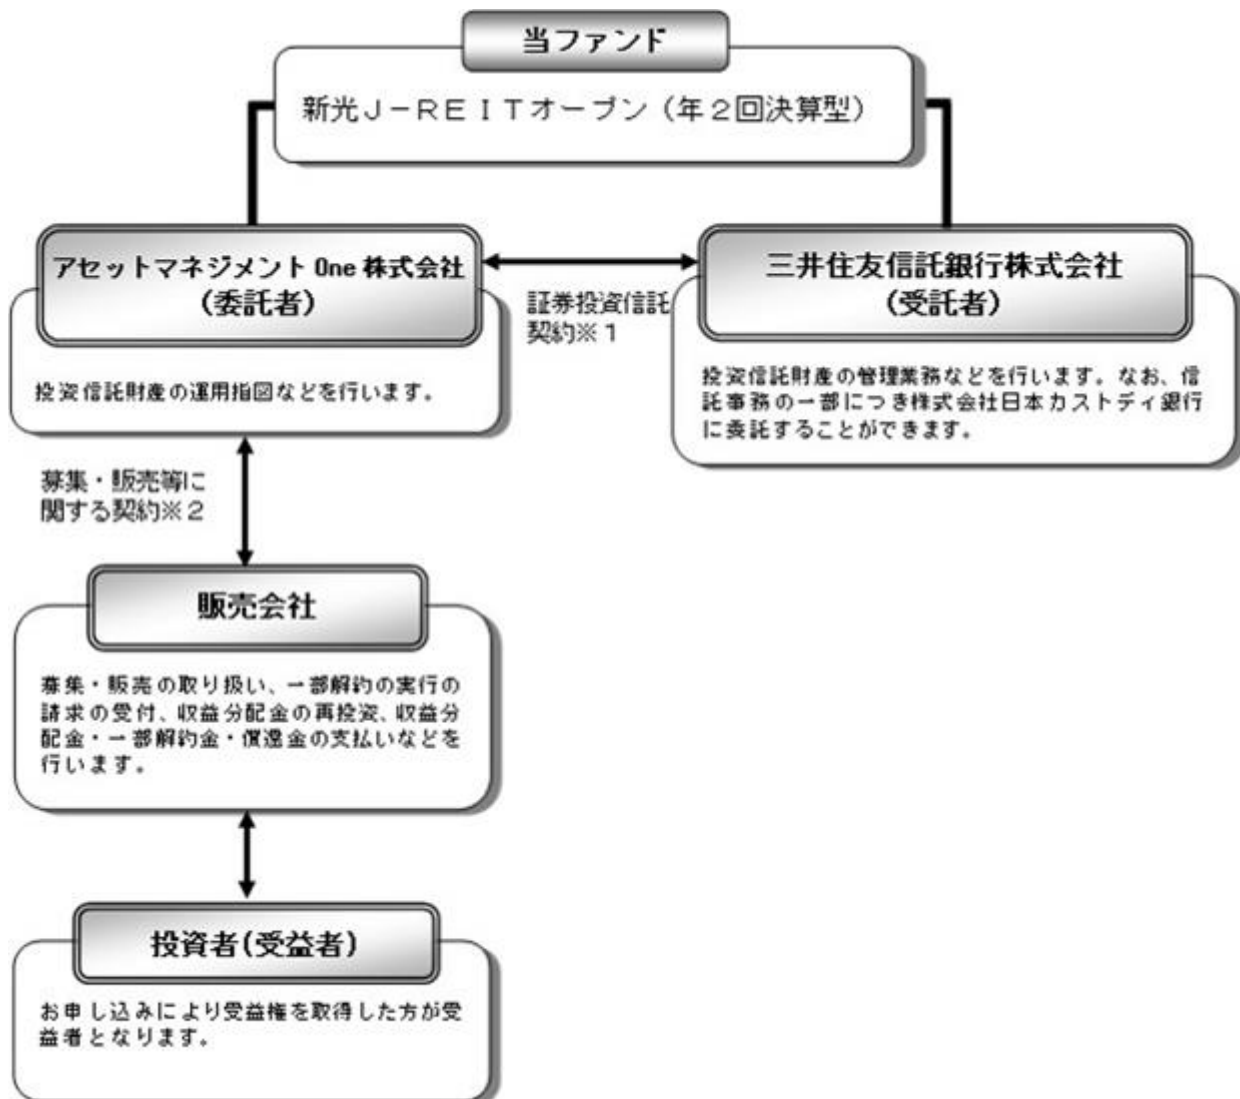 当ファンド
新光J－REITオープン（年2回決算型）
アセットマネジメント One 株式会社
(委託者)
三井住友信託銀行株式会社
(受託者)
証券投資信託
契約※1
投資信託財産の運用指図などを行います。
投資信託財産の管理業務などを行います。なお、信
託事務の一部につき株式会社日本カストディ銀行
に委託することができます。
募集・販売等に
関する契約※2
販売会社
募集・販売の取り扱い、一部解約の実行の
請求の受付、収益分配金の再投資、収益分
配金・一部解約金・償還金の支払いなどを
行います。
投資者(受益者)
お申し込みにより受益権を取得した方が受
益者となります。